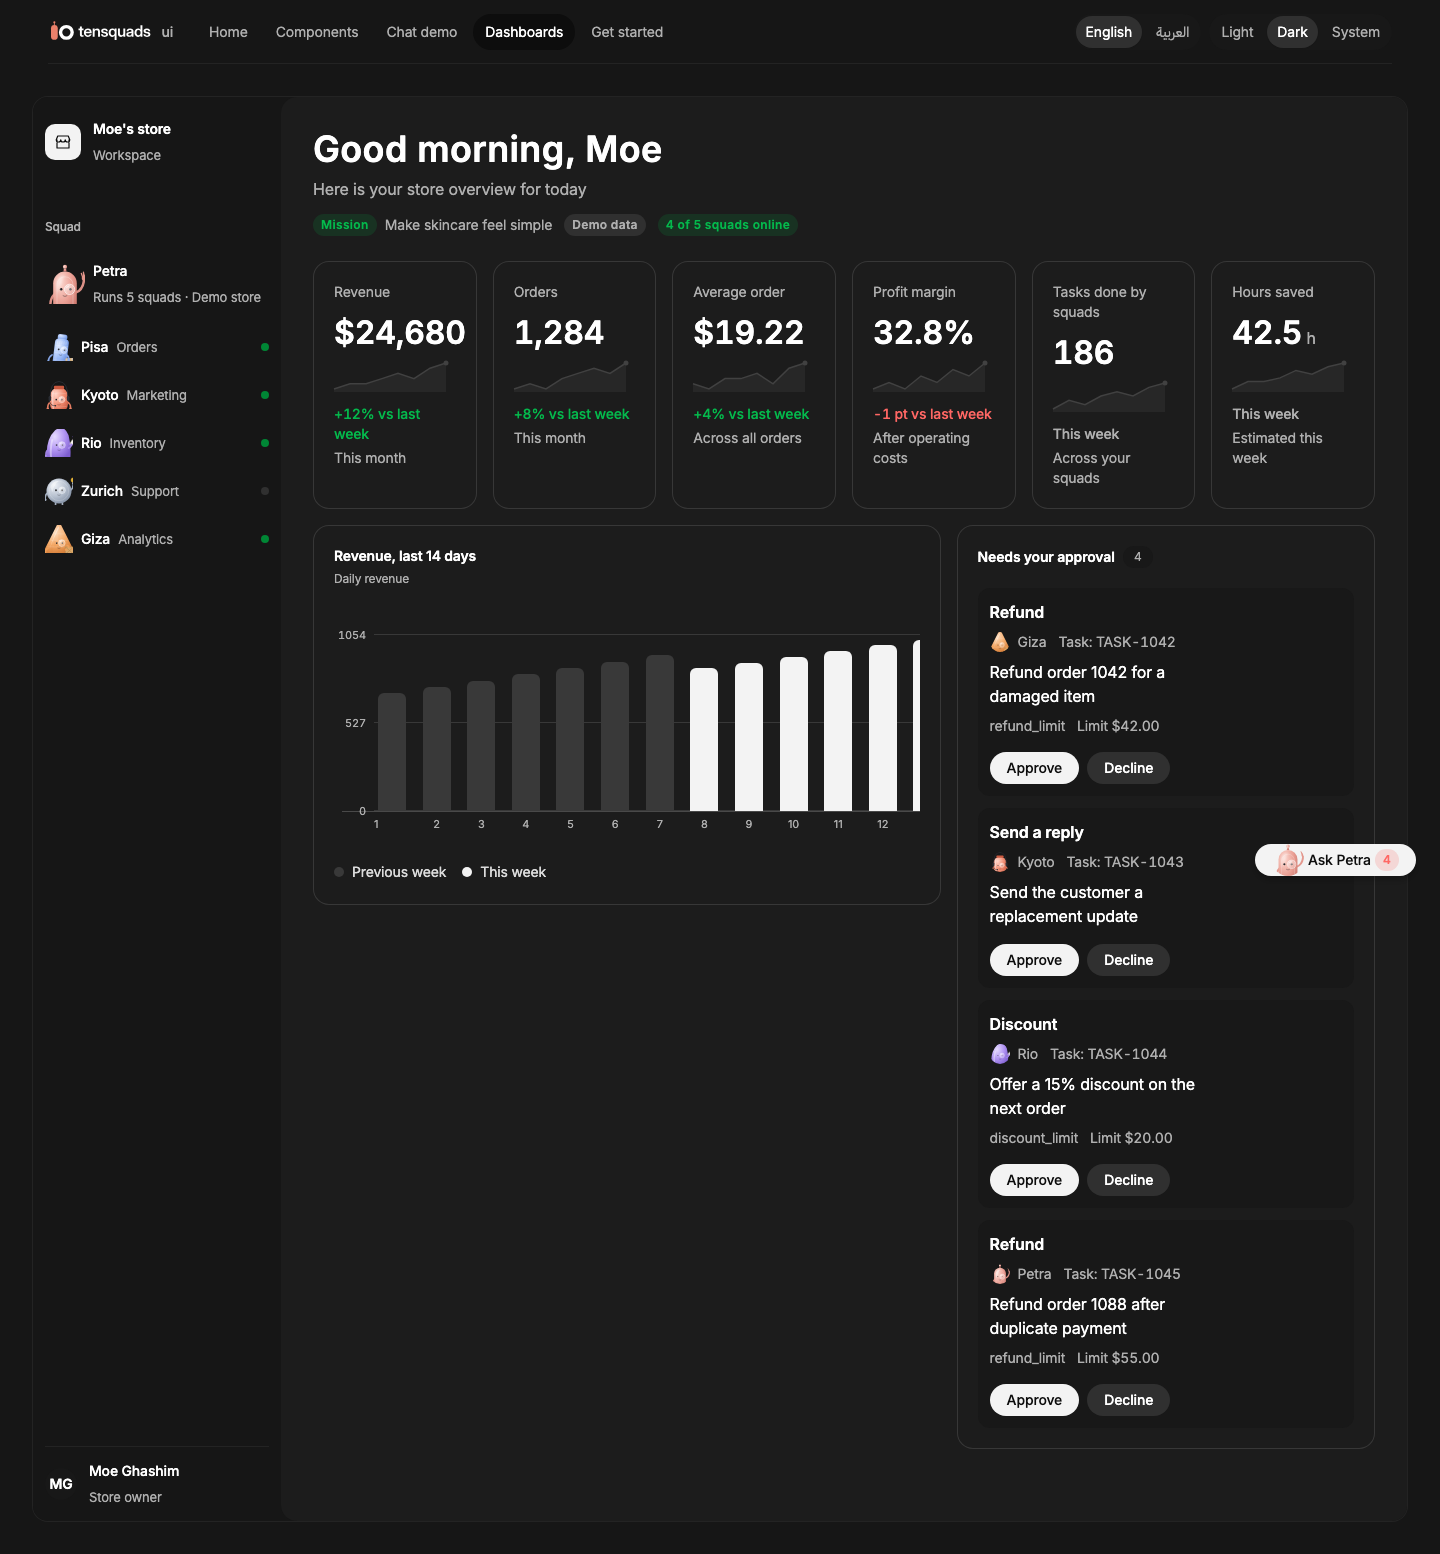 tensquads ui
Home
Components
Chat demo
Dashboards
Get started
English
العربية
Light
Dark
System
Moe's store
Workspace
Squad
Petra
Runs 5 squads · Demo store
Pisa Orders
Kyoto Marketing
Rio Inventory
Zurich Support
Giza Analytics
MG
Moe Ghashim
Store owner
Good morning, Moe
Here is your store overview for today
Mission Make skincare feel simple Demo data 4 of 5 squads online
Revenue
$24,680
+12% vs last
week
This month
Orders
1,284
+8% vs last week
This month
Average order
$19.22
+4% vs last week
Across all orders
Profit margin
32.8%
-1 pt vs last week
After operating
costs
Tasks done by
squads
186
This week
Across your
squads
Hours saved
42.5 h
This week
Estimated this
week
Revenue, last 14 days
Daily revenue
1054
527
0
1 2 3 4 5 6 7 8 9 10 11 12
Previous week This week
Needs your approval 4
Refund
Giza Task: TASK-1042
Refund order 1042 for a
damaged item
refund_limit Limit $42.00
Approve Decline
Send a reply
Kyoto Task: TASK-1043
Send the customer a
replacement update
Approve Decline
Ask Petra 4
Discount
Rio Task: TASK-1044
Offer a 15% discount on the
next order
discount_limit Limit $20.00
Approve Decline
Refund
Petra Task: TASK-1045
Refund order 1088 after
duplicate payment
refund_limit Limit $55.00
Approve Decline